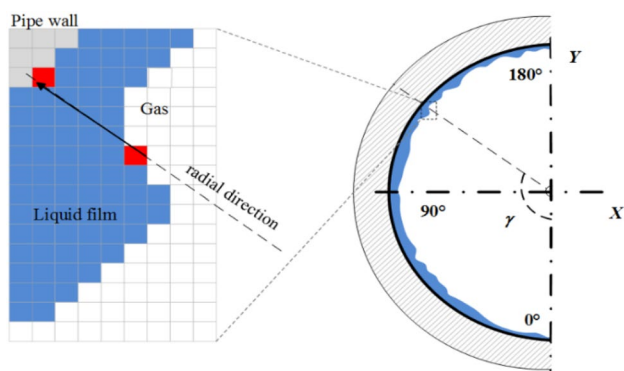 Pipe wall
Gas
radial direction
Liquid film
180°
Y
90°
γ
X
0°